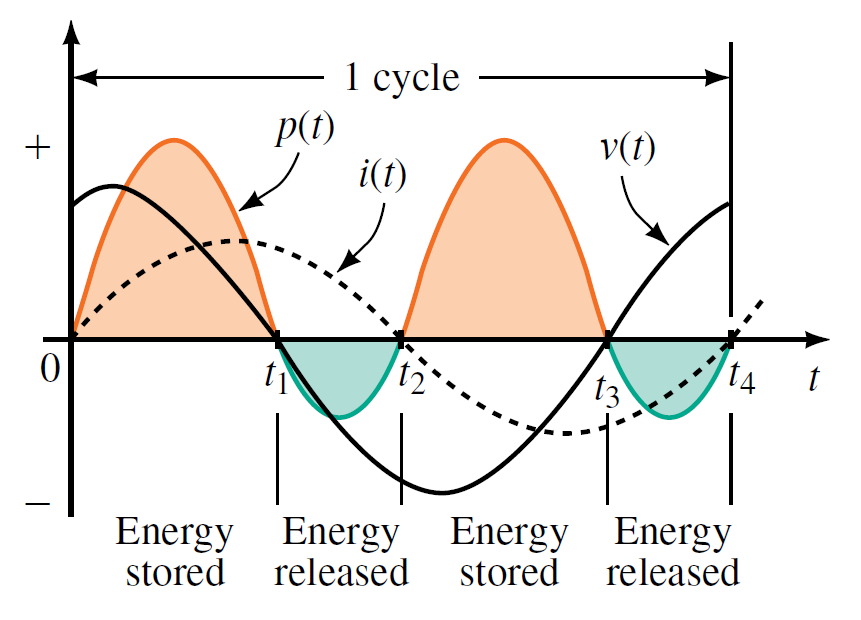 1 cycle
+
p(t)
i(t)
v(t)
0
t1
t2
t3
t4
t
−
Energy stored
Energy released
Energy stored
Energy released